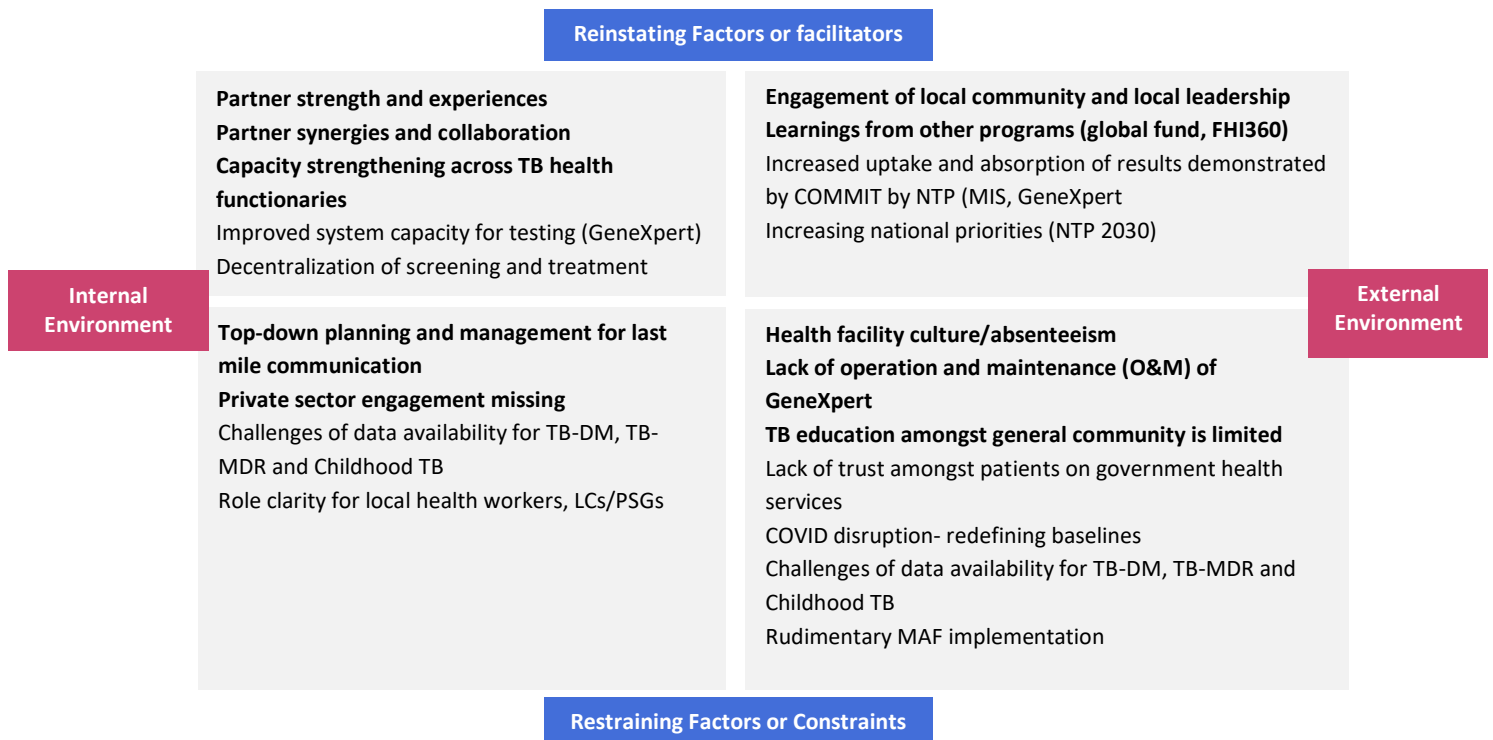 Reinstating Factors or facilitators
Partner strength and experiences
Partner synergies and collaboration
Capacity strengthening across TB health
functionaries
Improved system capacity for testing (GeneXpert)
Decentralization of screening and treatment
Engagement of local community and local leadership
Learnings from other programs (global fund, FHI360)
Increased uptake and absorption of results demonstrated
by COMMIT by NTP (MIS, GeneXpert
Increasing national priorities (NTP 2030)
Internal
Environment
External
Environment
Top-down planning and management for last
mile communication
Private sector engagement missing
Challenges of data availability for TB-DM, TB-
MDR and Childhood TB
Role clarity for local health workers, LCs/PSGs
Health facility culture/absenteeism
Lack of operation and maintenance (O&M) of
GeneXpert
TB education amongst general community is limited
Lack of trust amongst patients on government health
services
COVID disruption- redefining baselines
Challenges of data availability for TB-DM, TB-MDR and
Childhood TB
Rudimentary MAF implementation
Restraining Factors or Constraints